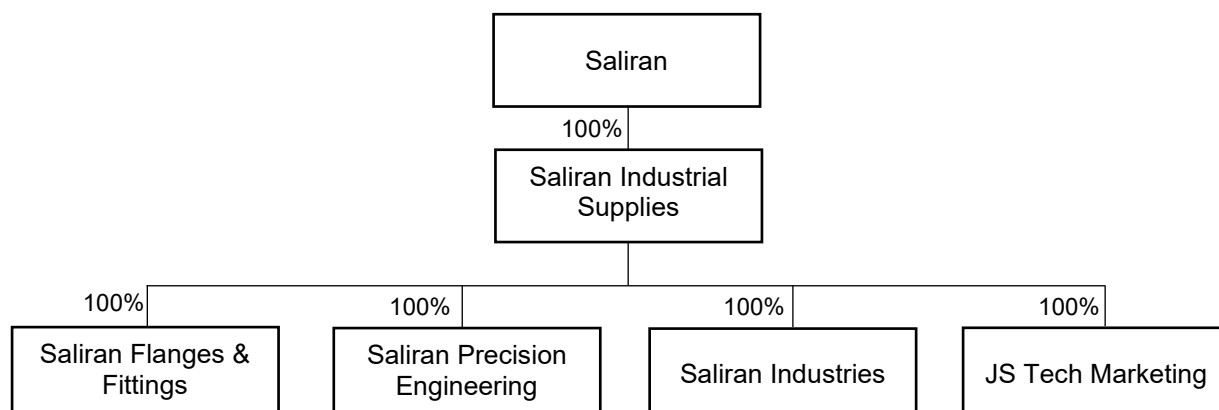 Saliran
100%
Saliran Industrial
Supplies
100%
100%
100%
100%
Saliran Flanges &
Fittings
Saliran Precision
Engineering
Saliran Industries
JS Tech Marketing